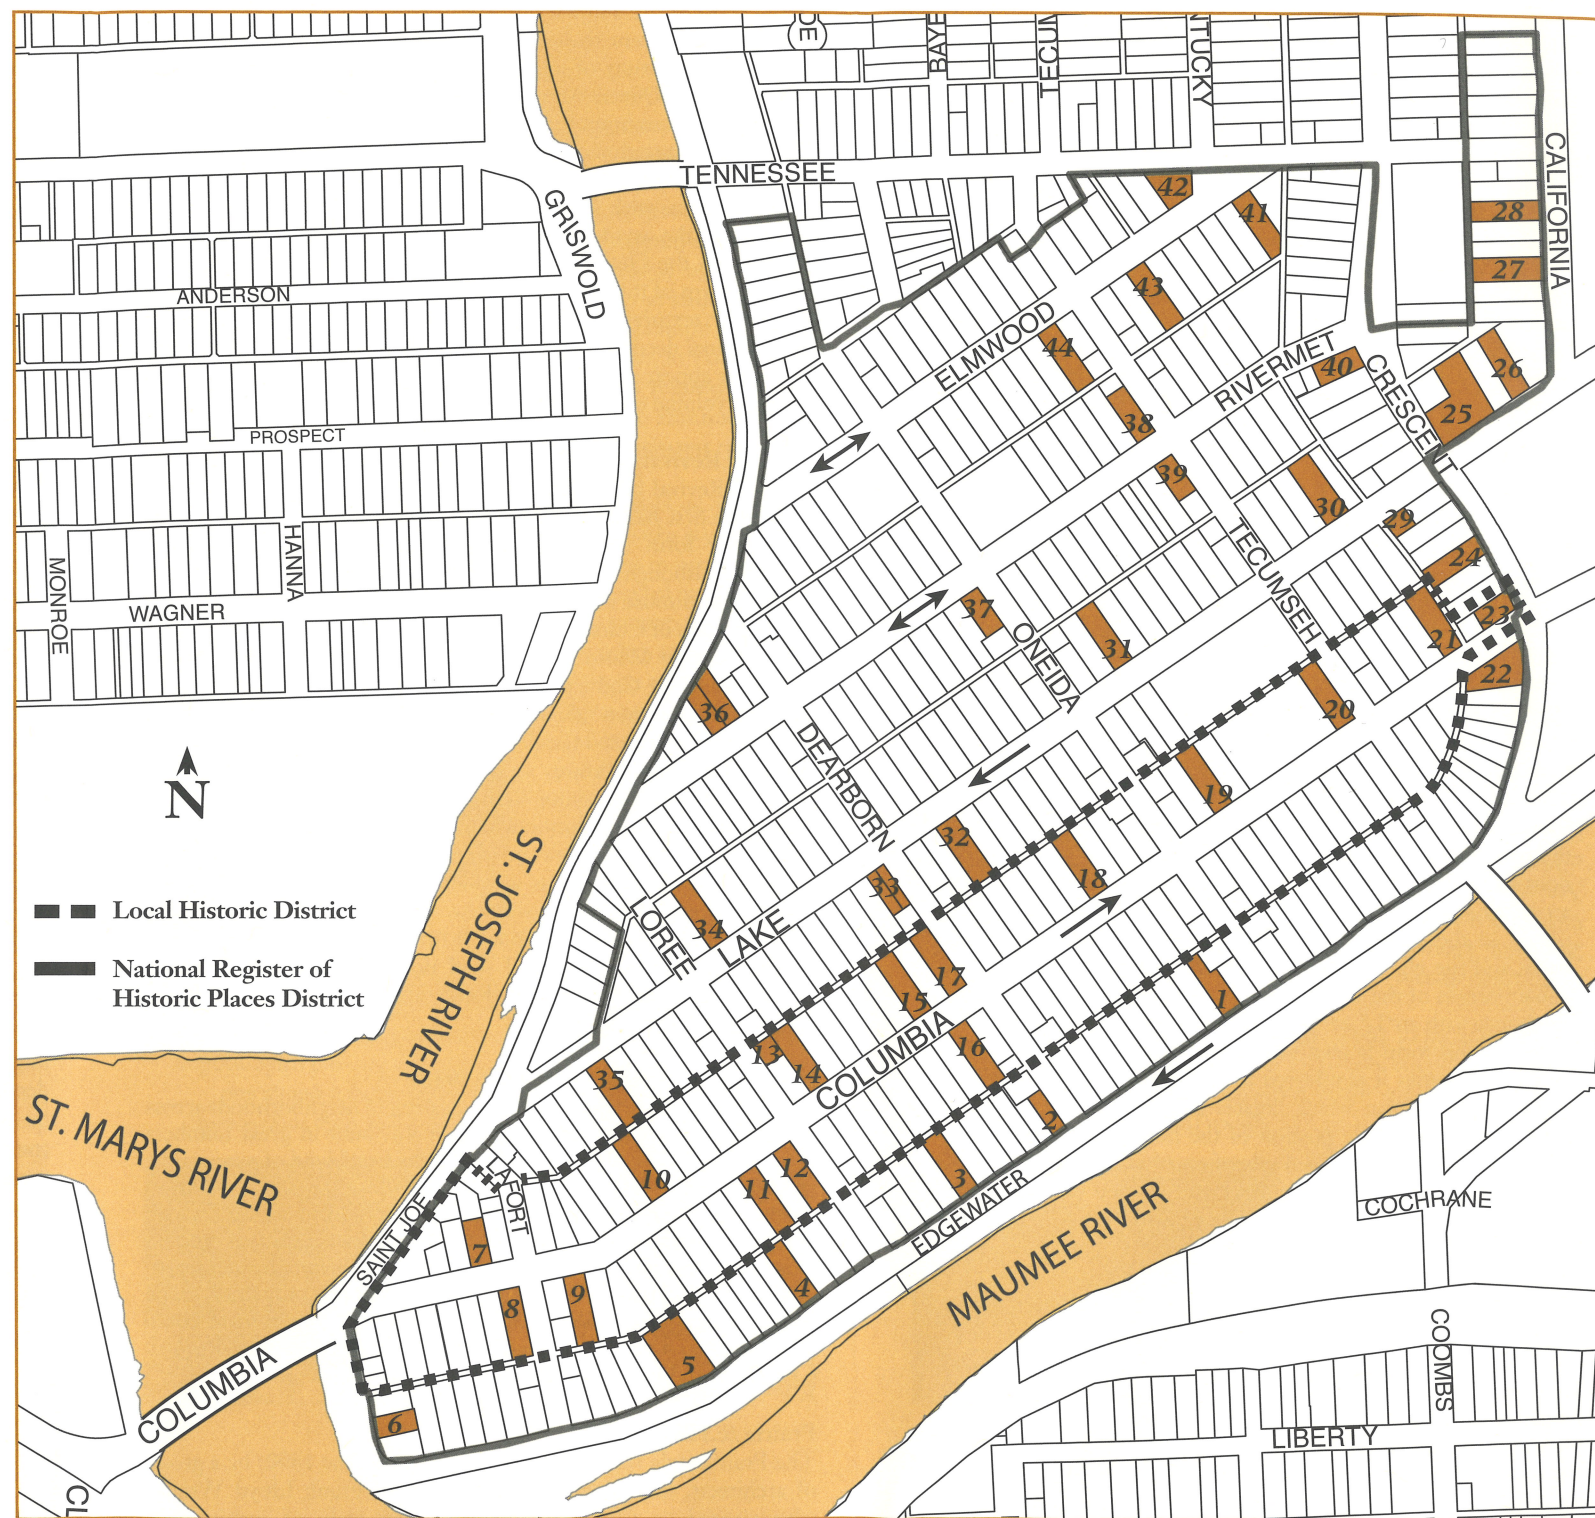 BAYE
TECUM
NTUCKY
TENNESSEE
CALIFORNIA
GRISWOLD
42
41
28
27
43
ANDERSON
ELMWOOD
44
RIVERMET
40
CRESCENT
26
25
38
PROSPECT
39
30
29
24
TECUMSEH
HANNA
MONROE
WAGNER
37
ONEIDA
31
21
23
22
36
20
DEARBORN
19
N
32
18
33
ST. JOSEPH RIVER
Local Historic District
34
LOREE
LAKE
17
15
1
National Register of
Historic Places District
13
14
COLUMBIA
16
2
35
10
ST. MARYS RIVER
11
12
3
EDGEWATER
MAUMEE RIVER
COCHRANE
LAFORT
SAINT JOE
7
8
9
4
5
COLUMBIA
6
COOMBS
LIBERTY
CL